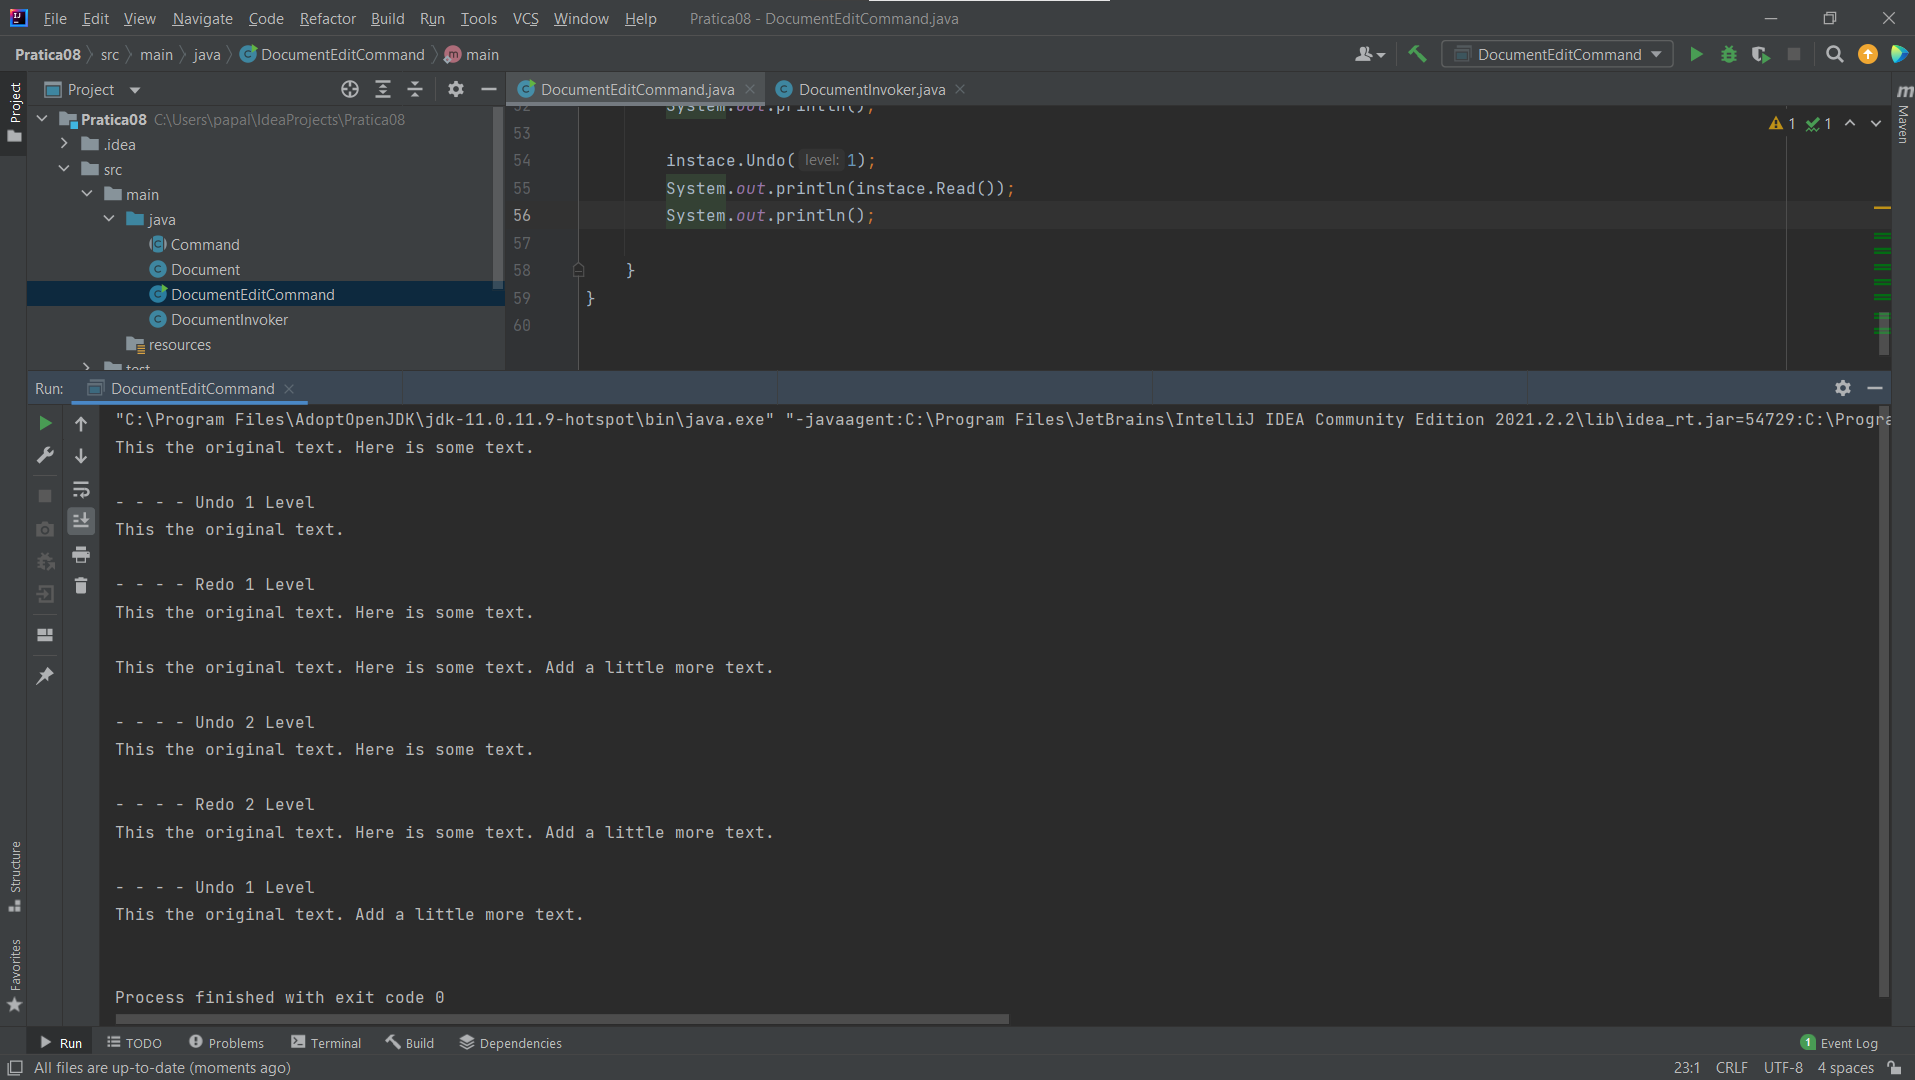 File Edit View Navigate Code Refactor Build Run Tools VCS Window Help Pratica08 - DocumentEditCommand.java
Pratica08 src main java DocumentEditCommand m main DocumentEditCommand
Project DocumentEditCommand.java DocumentInvoker.java
Project
Maven
Pratica08 C:\Users\papal\IdeaProjects\Pratica08
.idea
src
main
java
Command
Document
DocumentEditCommand
DocumentInvoker
resources
test
1 1
52 System.out.println();
53
54 instace.Undo( level: 1);
55 System.out.println(instace.Read());
56 System.out.println();
57
58 }
59 }
60
Run: DocumentEditCommand
"C:\Program Files\AdoptOpenJDK\jdk-11.0.11.9-hotspot\bin\java.exe" "-javaagent:C:\Program Files\JetBrains\IntelliJ IDEA Community Edition 2021.2.2\lib\idea_rt.jar=54729:C:\Progra
This the original text. Here is some text.
- - - - Undo 1 Level
This the original text.
- - - - Redo 1 Level
This the original text. Here is some text.
This the original text. Here is some text. Add a little more text.
- - - - Undo 2 Level
This the original text. Here is some text.
- - - - Redo 2 Level
This the original text. Here is some text. Add a little more text.
- - - - Undo 1 Level
This the original text. Add a little more text.
Process finished with exit code 0
Structure
Favorites
Run TODO Problems Terminal Build Dependencies 1 Event Log
All files are up-to-date (moments ago) 23:1 CRLF UTF-8 4 spaces